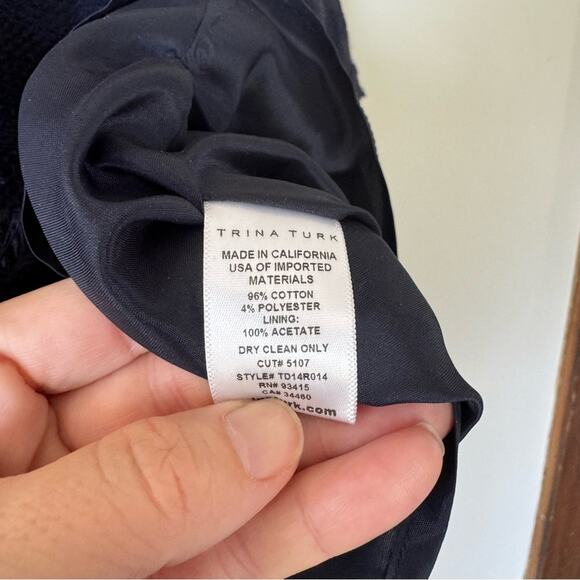 TRINA TURK
MADE IN CALIFORNIA
USA OF IMPORTED
MATERIALS
96% COTTON
4% POLYESTER
LINING:
100% ACETATE
DRY CLEAN ONLY
CUT# 5107
STYLE# TD14R014
RN# 93415
CA# 34460